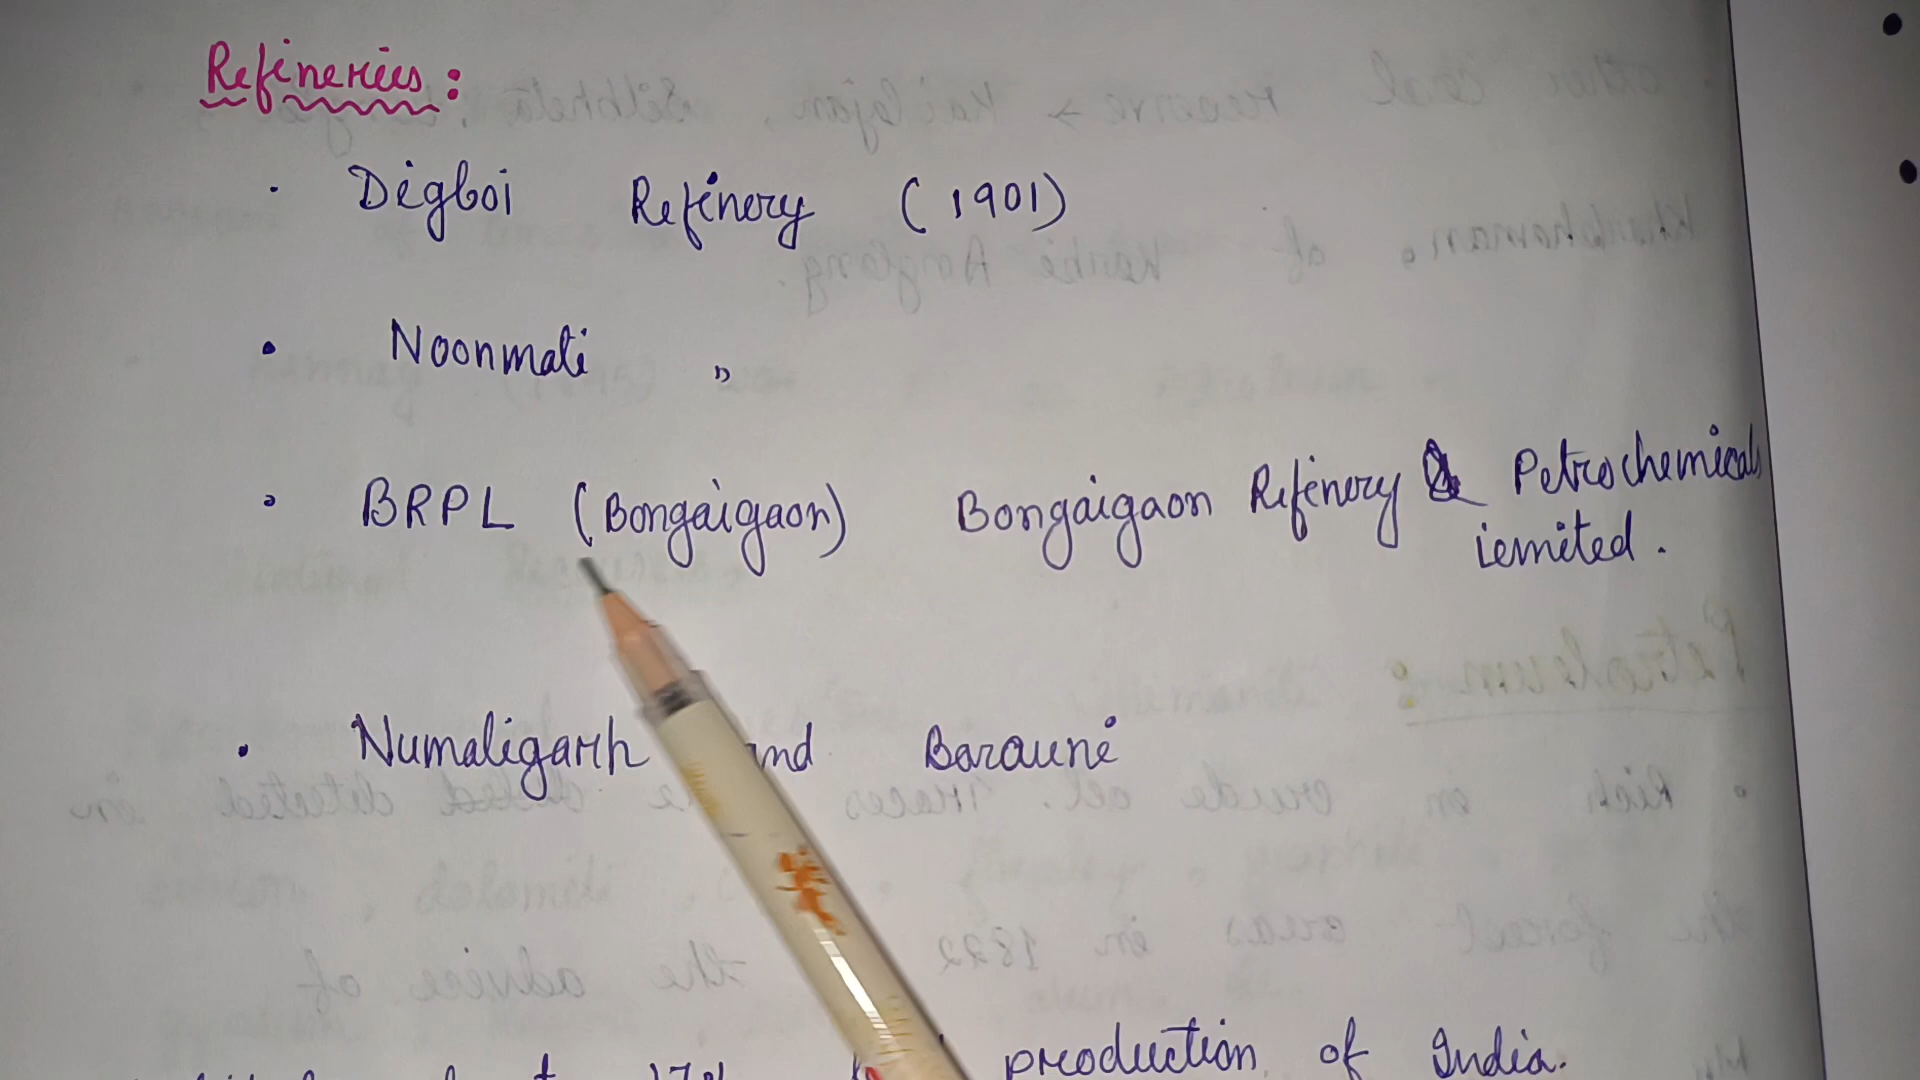 Refineries :
· Digboi Refinery (1901)
· Noonmati "
· BRPL (Bongaigaon) Bongaigaon Refinery & Petrochemicals
limited.
· Numaligarh and Barauni
production of India.